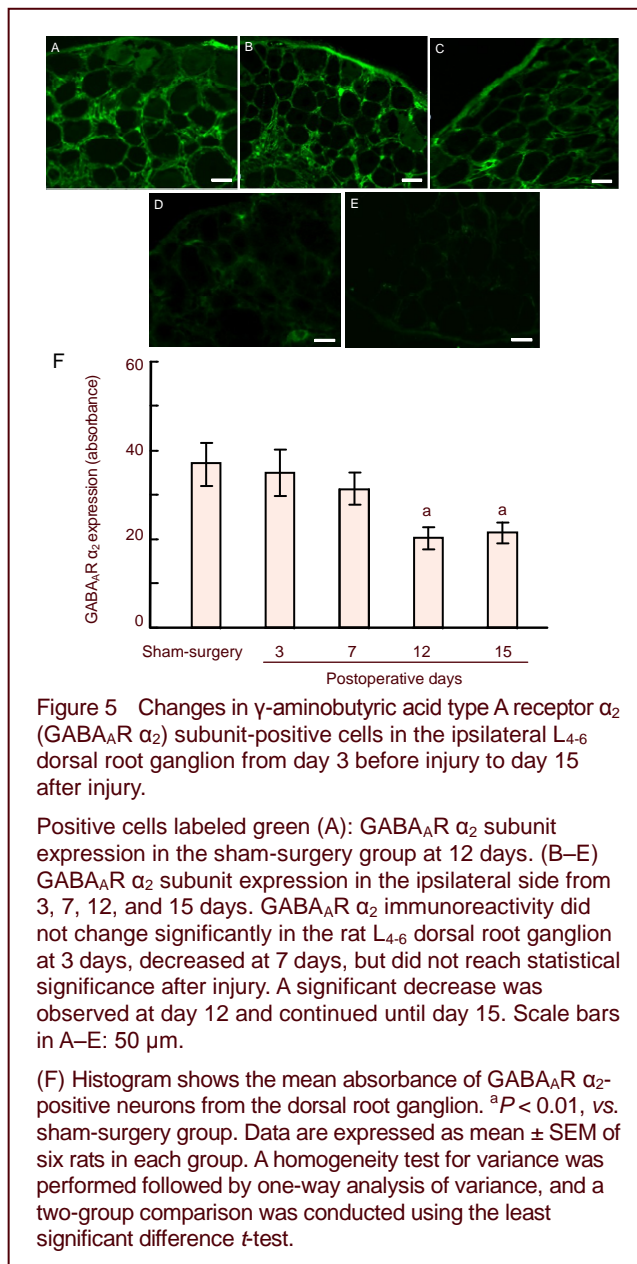 A
B
C
D
E
F
60
40
20
0
GABA_AR α₂ expression (absorbance)
a
a
Sham-surgery 3 7 12 15
Postoperative days
Figure 5 Changes in γ-aminobutyric acid type A receptor α₂
(GABA_AR α₂) subunit-positive cells in the ipsilateral L₄₋₆
dorsal root ganglion from day 3 before injury to day 15
after injury.
Positive cells labeled green (A): GABA_AR α₂ subunit
expression in the sham-surgery group at 12 days. (B–E)
GABA_AR α₂ subunit expression in the ipsilateral side from
3, 7, 12, and 15 days. GABA_AR α₂ immunoreactivity did
not change significantly in the rat L₄₋₆ dorsal root ganglion
at 3 days, decreased at 7 days, but did not reach statistical
significance after injury. A significant decrease was
observed at day 12 and continued until day 15. Scale bars
in A–E: 50 μm.
(F) Histogram shows the mean absorbance of GABA_AR α₂-
positive neurons from the dorsal root ganglion. ᵃP < 0.01, vs.
sham-surgery group. Data are expressed as mean ± SEM of
six rats in each group. A homogeneity test for variance was
performed followed by one-way analysis of variance, and a
two-group comparison was conducted using the least
significant difference t-test.